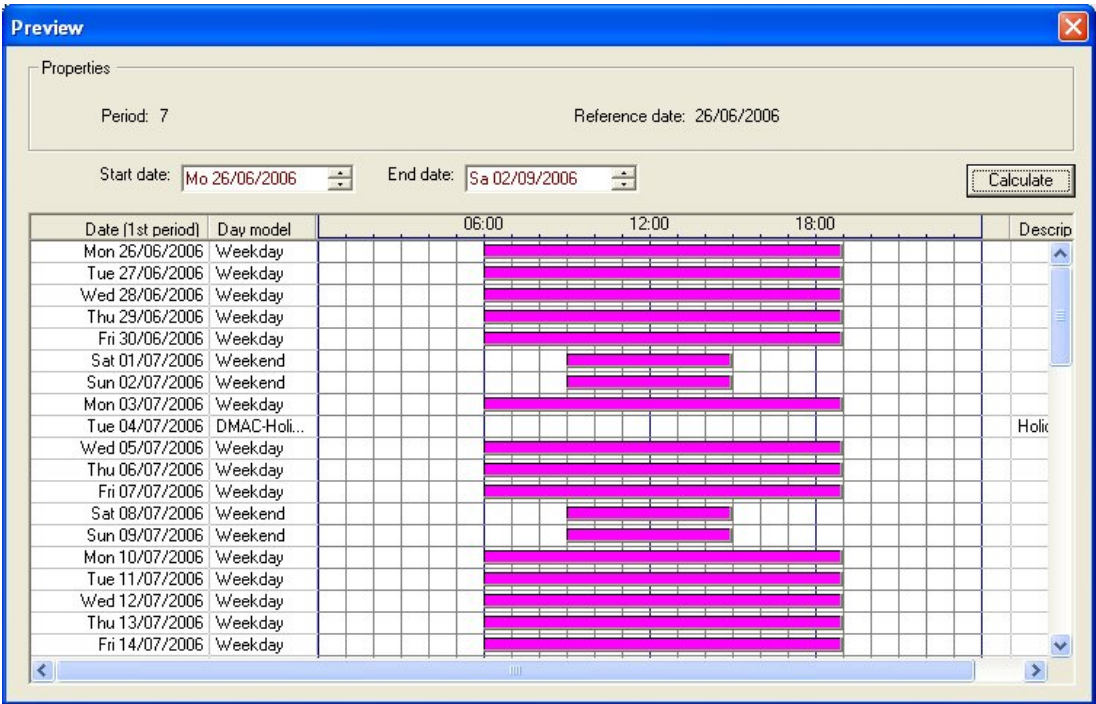 Preview
Properties
Period: 7 Reference date: 26/06/2006
Start date: Mo 26/06/2006 End date: Sa 02/09/2006 Calculate
Date (1st period) Day model 06:00 12:00 18:00 Descrip
Mon 26/06/2006 Weekday
Tue 27/06/2006 Weekday
Wed 28/06/2006 Weekday
Thu 29/06/2006 Weekday
Fri 30/06/2006 Weekday
Sat 01/07/2006 Weekend
Sun 02/07/2006 Weekend
Mon 03/07/2006 Weekday
Tue 04/07/2006 DMAC-Holi... Holid
Wed 05/07/2006 Weekday
Thu 06/07/2006 Weekday
Fri 07/07/2006 Weekday
Sat 08/07/2006 Weekend
Sun 09/07/2006 Weekend
Mon 10/07/2006 Weekday
Tue 11/07/2006 Weekday
Wed 12/07/2006 Weekday
Thu 13/07/2006 Weekday
Fri 14/07/2006 Weekday